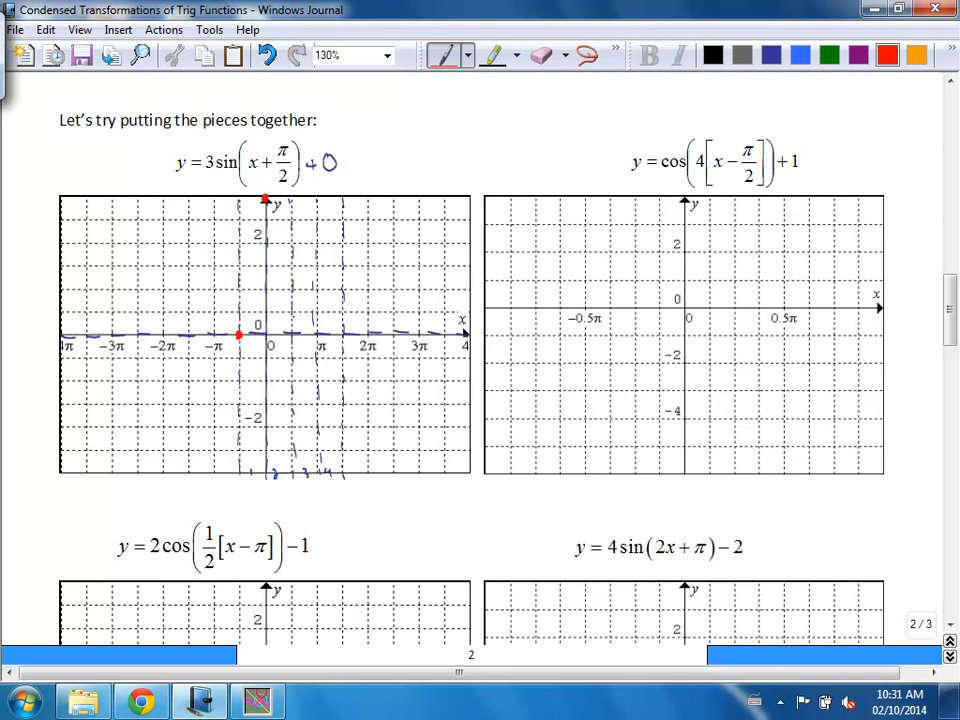 Condensed Transformations of Trig Functions - Windows Journal
File Edit View Insert Actions Tools Help
130%
B I
Let's try putting the pieces together:
y = 3sin(x + π/2) + 0
y = cos(4[x − π/2]) + 1
y
2
0
x
π −3π −2π −π 0 π 2π 3π 4
−2
1 2 3 4
y
2
0
x
−0.5π 0.5π
−2
−4
y = 2cos(1/2[x − π]) − 1
y = 4sin(2x + π) − 2
y
2
y
2
2 / 3
2
10:31 AM
02/10/2014